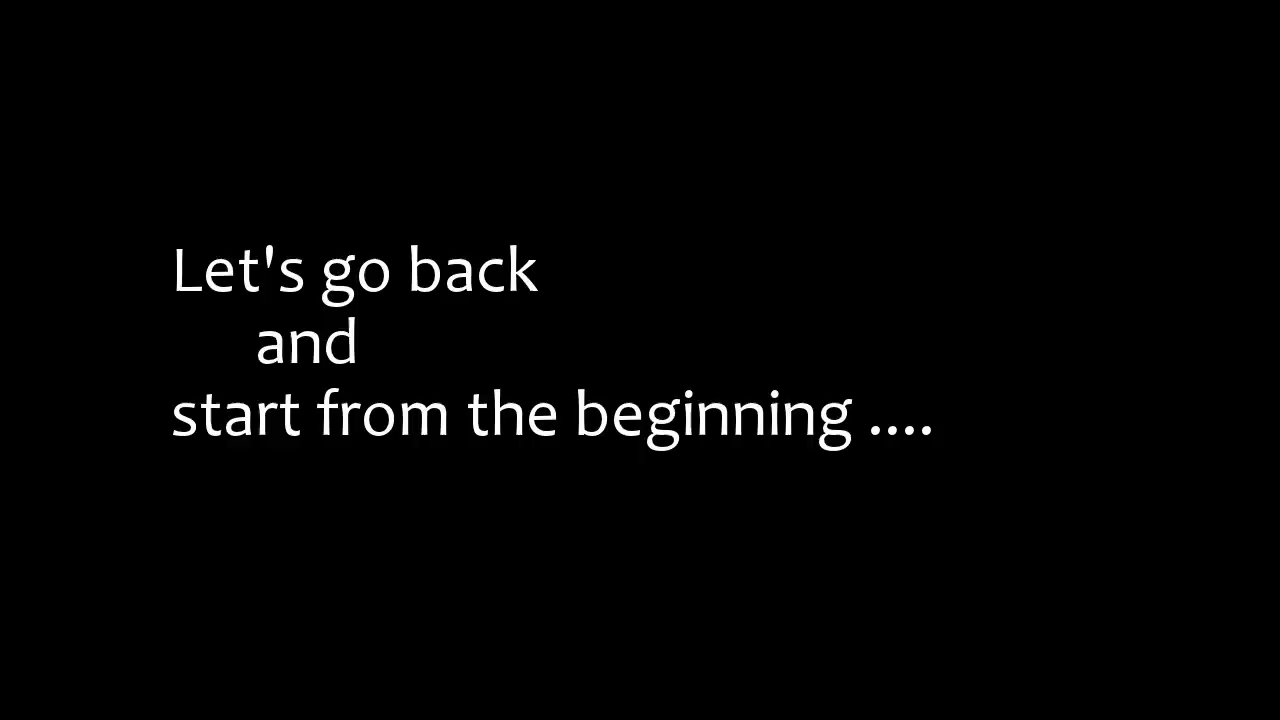 Let's go back
and
start from the beginning ....